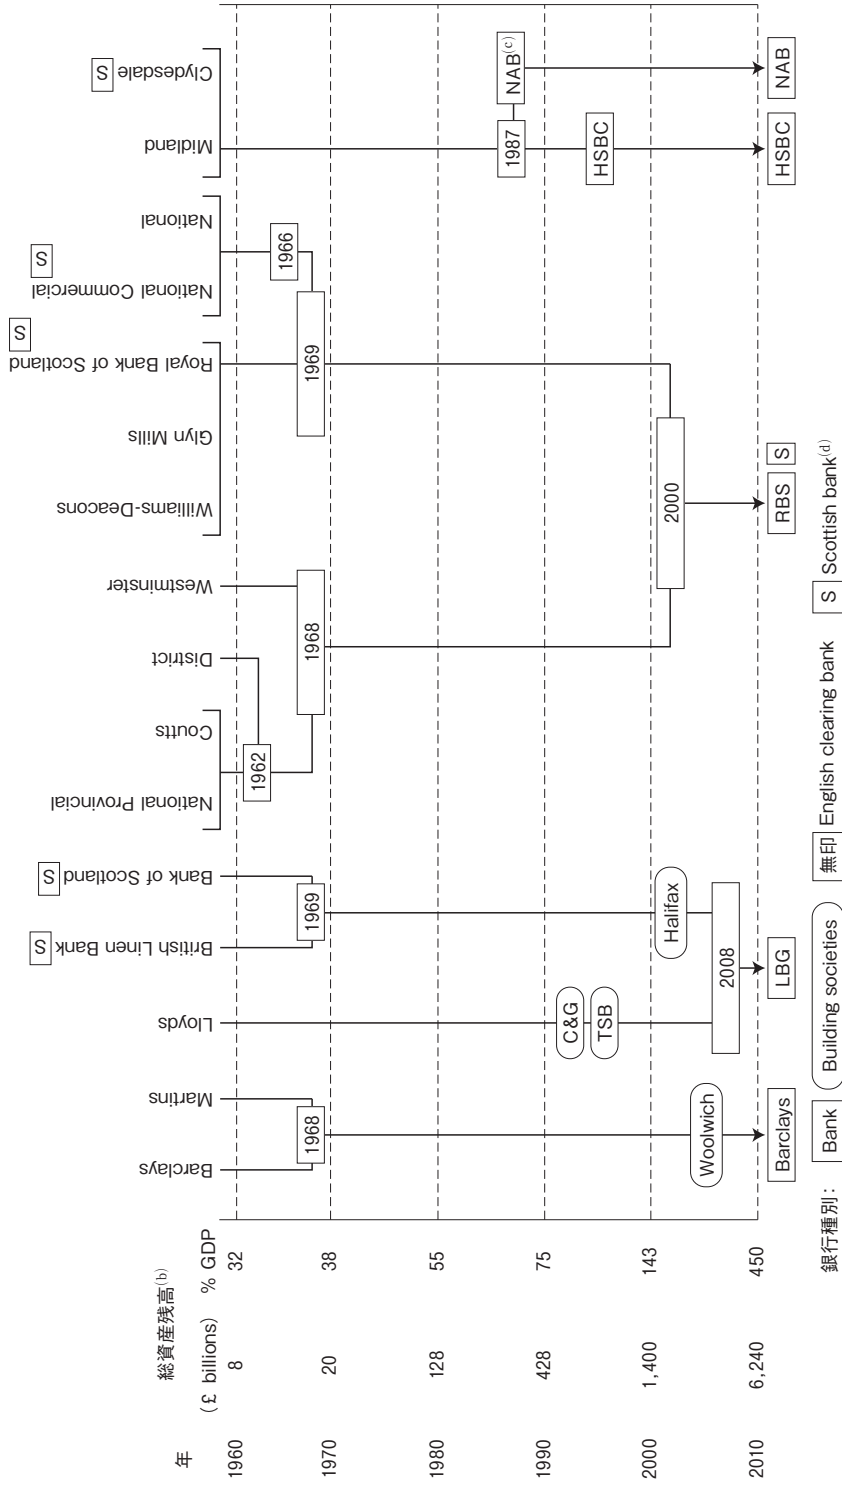 年
総資産残高(b)
(£ billions) % GDP
1960 8 32
1970 20 38
1980 128 55
1990 428 75
2000 1,400 143
2010 6,240 450
Barclays
Martins
Lloyds
British Linen Bank S
Bank of Scotland S
National Provincial
Coutts
District
Westminster
Williams-Deacons
Glyn Mills
Royal Bank of Scotland S
National Commercial S
National
Midland
Clydesdale S
1962
1966
1968
1969
1968
1969
1987
NAB(c)
C&G
TSB
HSBC
Halifax
2000
Woolwich
2008
Barclays
LBG
RBS S
HSBC
NAB
銀行種別： Bank Building societies 無印 English clearing bank S Scottish bank(d)